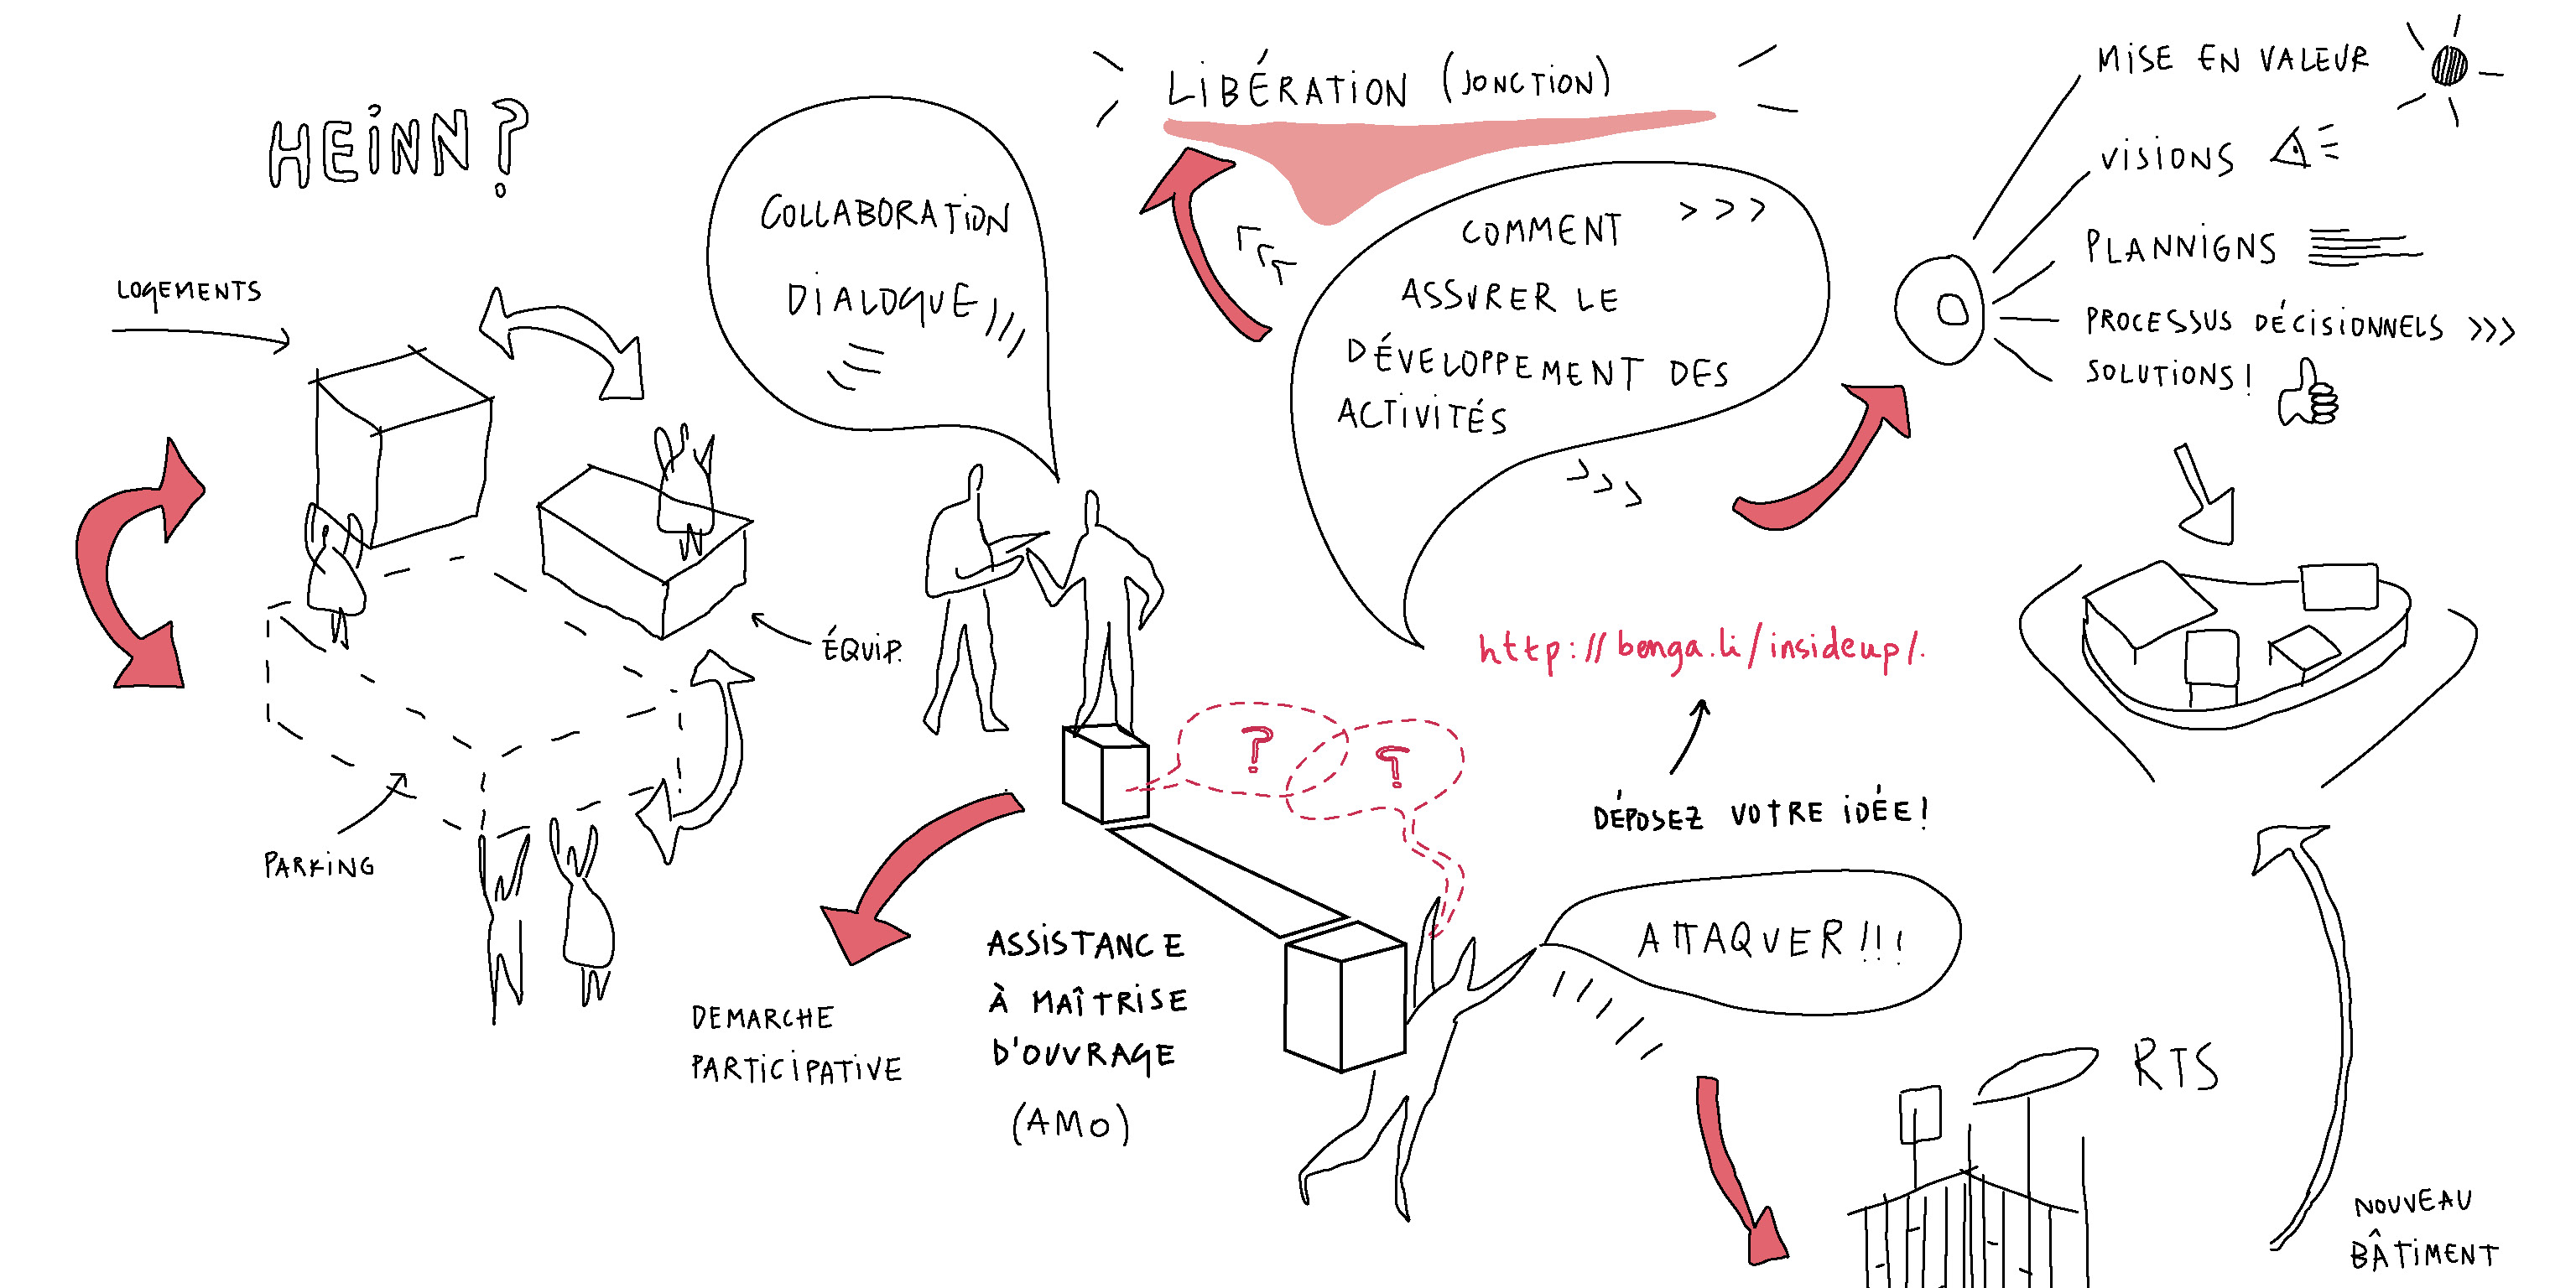 HEiNN?
LOGEMENTS
ÉQUiP.
PARKiNG
COLLABORATiON
DiALOGUE
LiBÉRATiON (JONCTiON)
COMMENT >>>
ASSURER LE
DÉVELOPPEMENT DES
ACTiViTÉS
>>>
MiSE EN VALEUR
ViSiONS
PLANNiGNS
PROCESSUS DÉCiSiONNELS >>>
SOLUTiONS!
http://benga.li/insideup/.
DÉPOSEZ VOTRE iDÉE!
? ?
ATTAQUER!!!
DEMARCHE
PARTiCiPATiVE
ASSiSTANCE
À MAÎTRiSE
D'OUVRAGE
(AMO)
RTS
NOUVEAU
BÂTiMENT